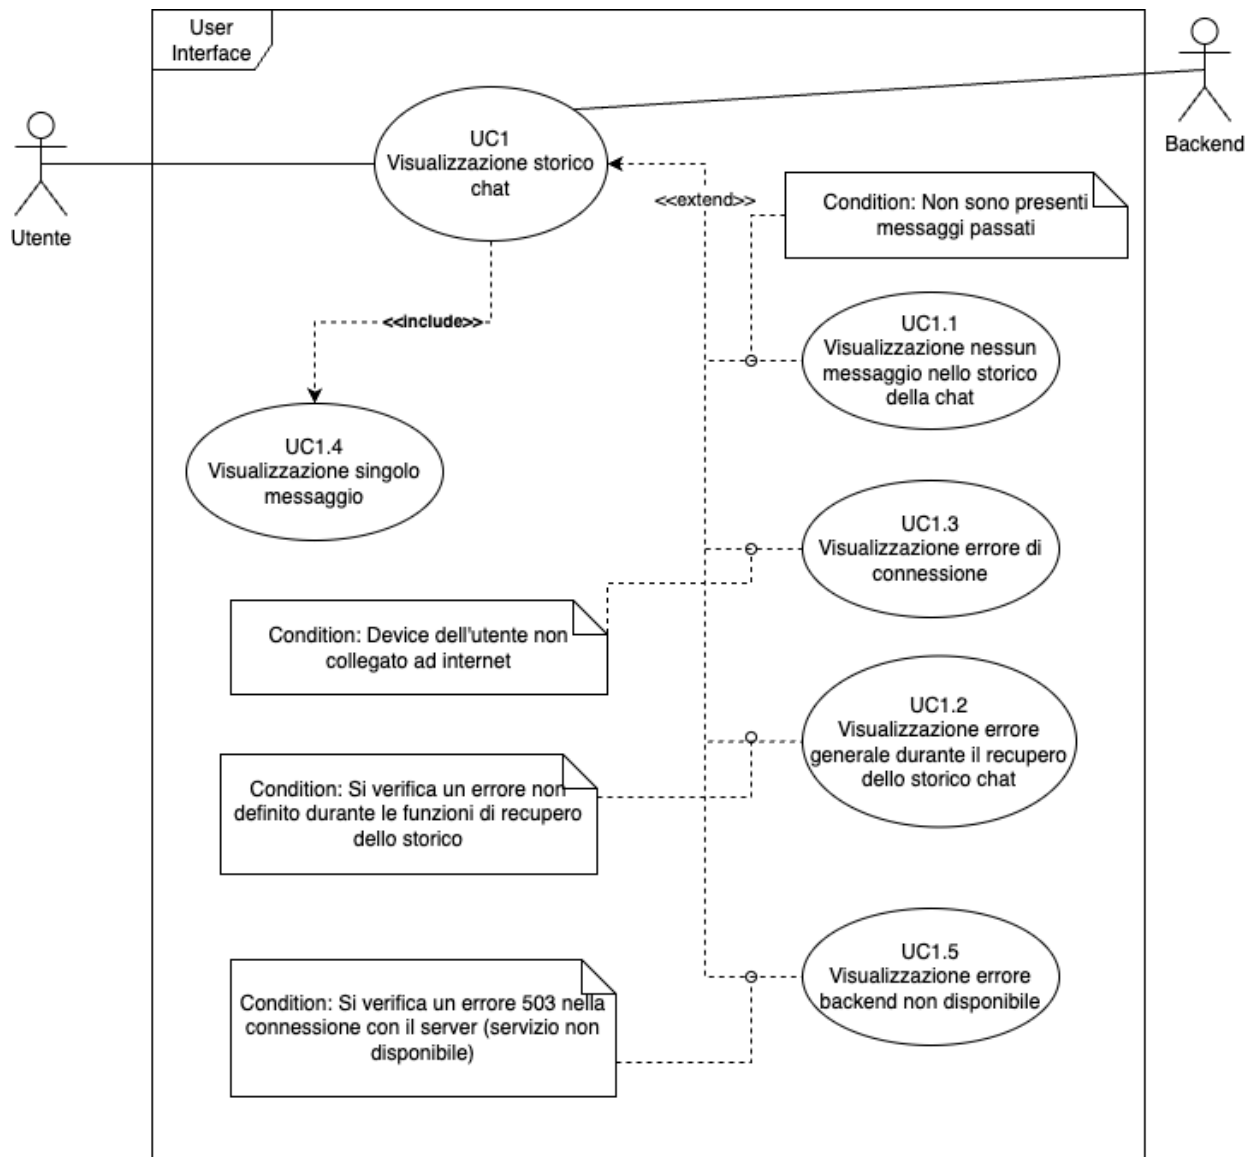 User
Interface
Backend
Utente
UC1
Visualizzazione storico
chat
<<extend>>
Condition: Non sono presenti
messaggi passati
<<include>>
UC1.1
Visualizzazione nessun
messaggio nello storico
della chat
UC1.4
Visualizzazione singolo
messaggio
UC1.3
Visualizzazione errore di
connessione
Condition: Device dell'utente non
collegato ad internet
UC1.2
Visualizzazione errore
generale durante il recupero
dello storico chat
Condition: Si verifica un errore non
definito durante le funzioni di recupero
dello storico
UC1.5
Visualizzazione errore
backend non disponibile
Condition: Si verifica un errore 503 nella
connessione con il server (servizio non
disponibile)